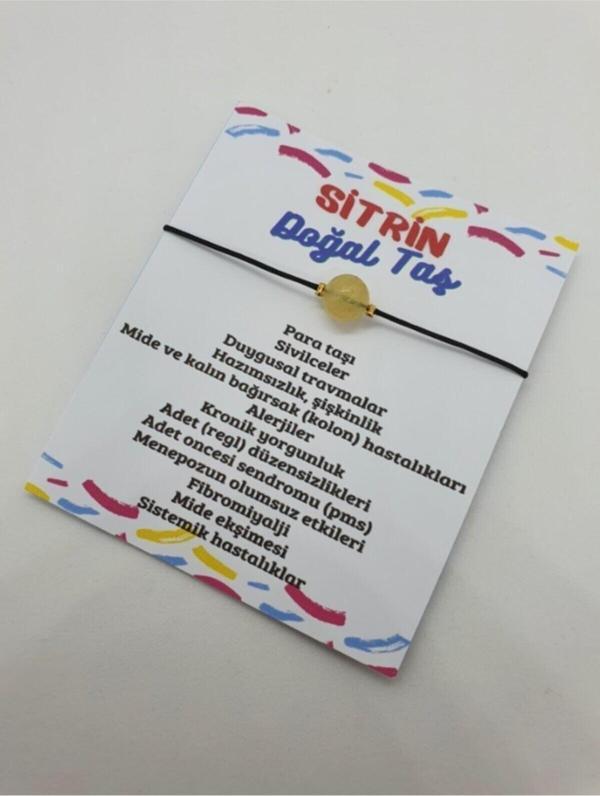 SİTRİN
Doğal Taş
Para taşı
Sivilceler
Duygusal travmalar
Hazımsızlık, şişkinlik
Mide ve kalın bağırsak (kolon) hastalıkları
Alerjiler
Kronik yorgunluk
Adet (regl) düzensizlikleri
Adet öncesi sendromu (pms)
Menepozun olumsuz etkileri
Fibromiyalji
Mide ekşimesi
Sistemik hastalıklar